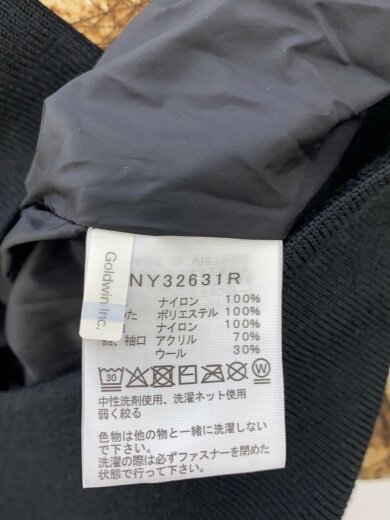 Goldwin Inc.
NY32631R
ナイロン 100%
た ポリエステル 100%
ナイロン 100%
裾、袖口 アクリル 70%
ウール 30%
30
W
中性洗剤使用、洗濯ネット使用
弱く絞る
色物は他の物と一緒に洗濯しない
で下さい。
洗濯の際は必ずファスナーを閉めた
状態で行って下さい。